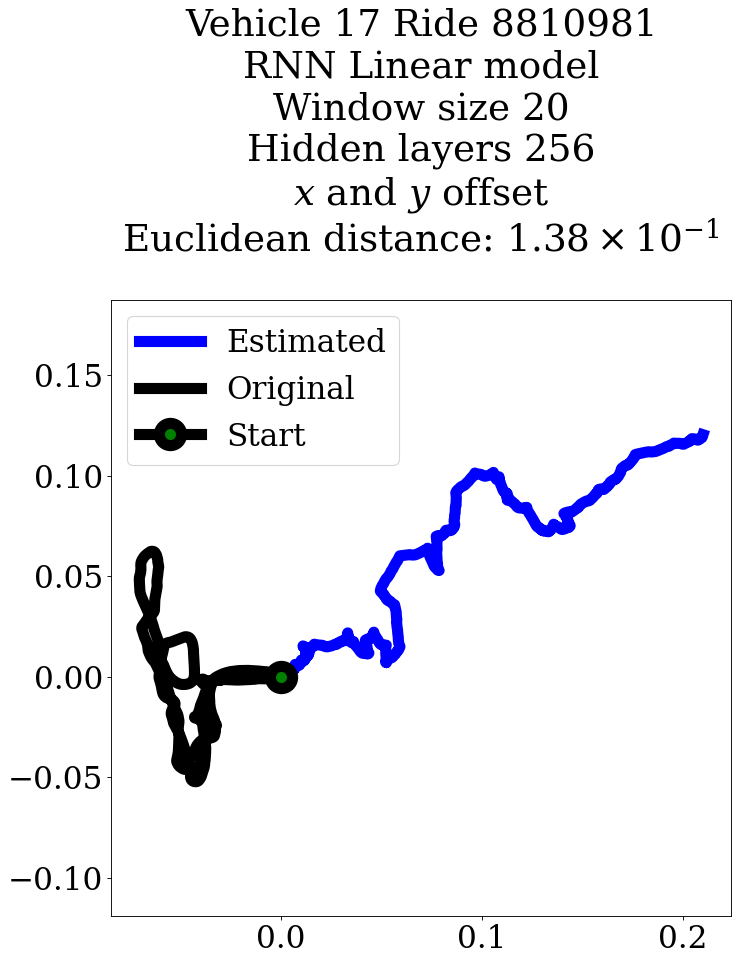 Vehicle 17 Ride 8810981
RNN Linear model
Window size 20
Hidden layers 256
x and y offset
Euclidean distance: 1.38 × 10⁻¹
Estimated
Original
Start
0.15
0.10
0.05
0.00
−0.05
−0.10
0.0 0.1 0.2